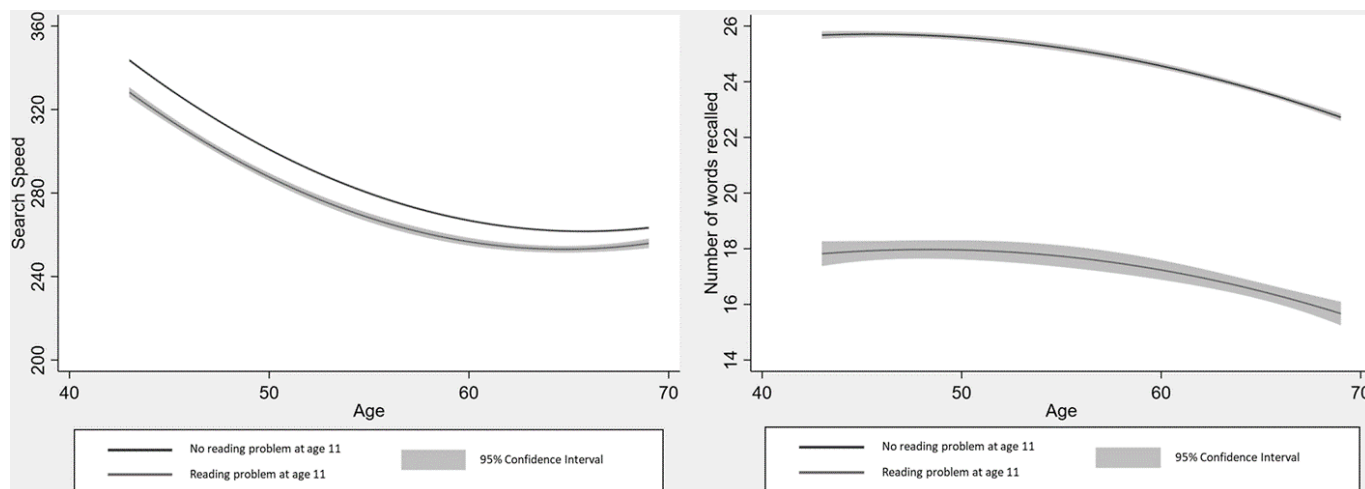 360
320
280
240
200
Search Speed
40
50
60
70
Age
No reading problem at age 11
Reading problem at age 11
95% Confidence Interval
26
24
22
20
18
16
14
Number of words recalled
40
50
60
70
Age
No reading problem at age 11
Reading problem at age 11
95% Confidence Interval